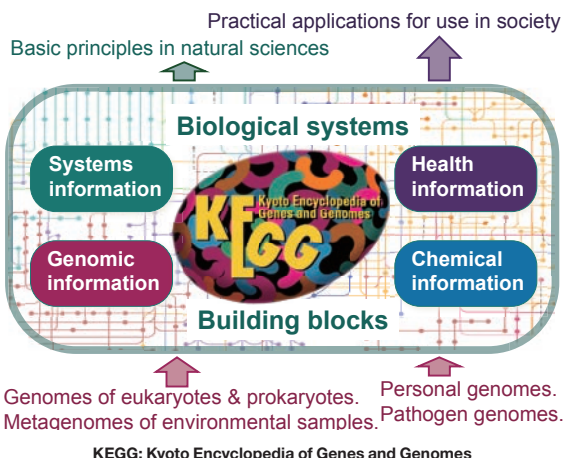 Practical applications for use in society
Basic principles in natural sciences
Biological systems
Systems
information
Health
information
KEGG
Kyoto Encyclopedia of
Genes and Genomes
Genomic
information
Chemical
information
Building blocks
Genomes of eukaryotes & prokaryotes.
Metagenomes of environmental samples.
Personal genomes.
Pathogen genomes.
KEGG: Kyoto Encyclopedia of Genes and Genomes